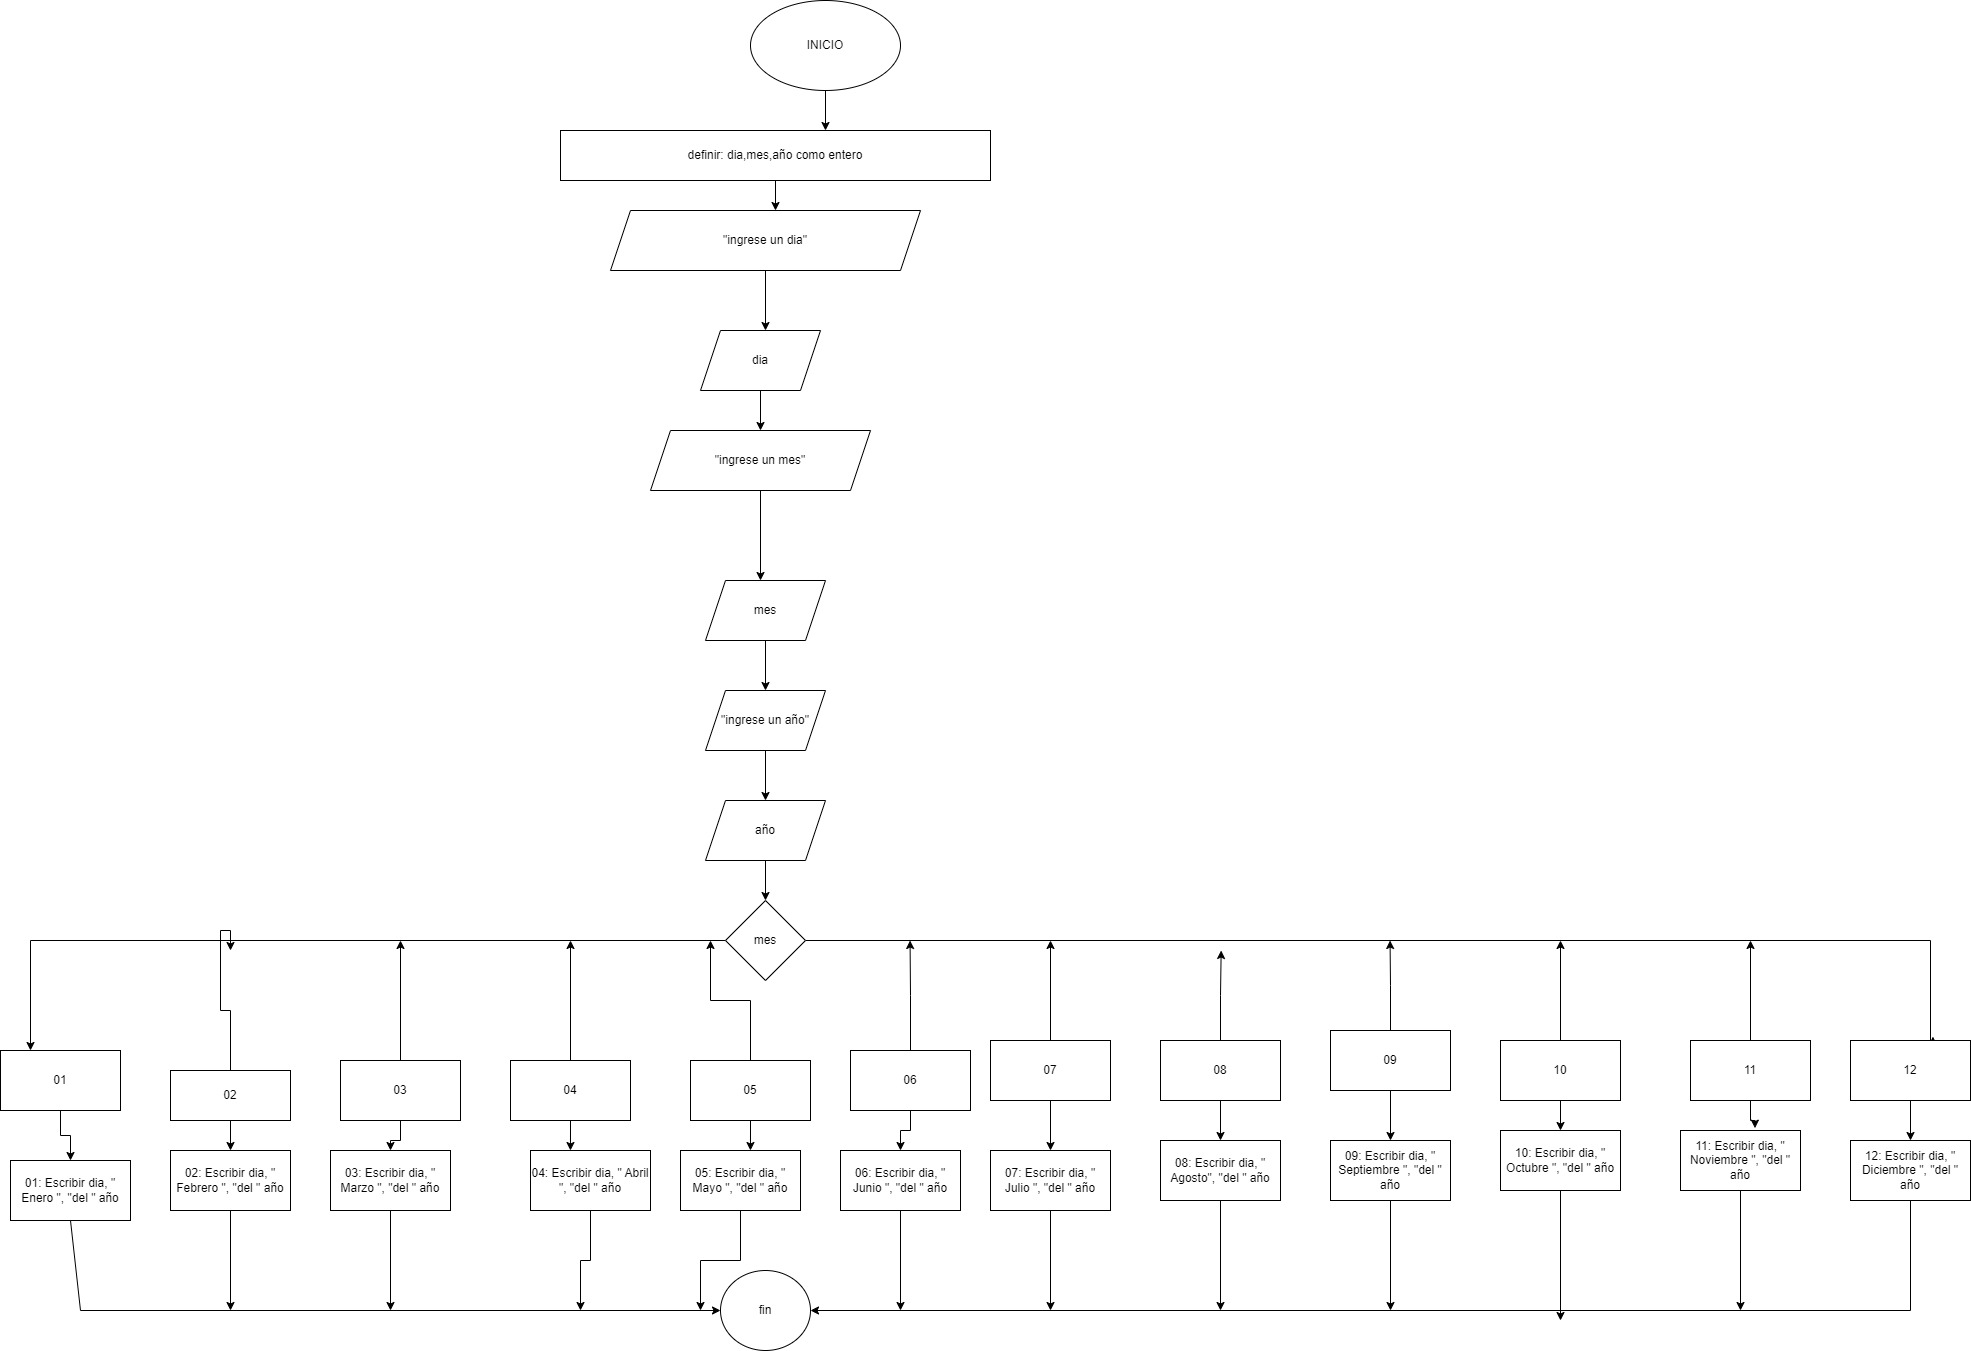 INICIO
definir: dia,mes,año como entero
"ingrese un dia"
dia
"ingrese un mes"
mes
"ingrese un año"
año
mes
01
02
03
04
05
06
07
08
09
10
11
12
01: Escribir dia, "
Enero ", "del " año
02: Escribir dia, "
Febrero ", "del " año
03: Escribir dia, "
Marzo ", "del " año
04: Escribir dia, " Abril
", "del " año
05: Escribir dia, "
Mayo ", "del " año
06: Escribir dia, "
Junio ", "del " año
07: Escribir dia, "
Julio ", "del " año
08: Escribir dia, "
Agosto", "del " año
09: Escribir dia, "
Septiembre ", "del "
año
10: Escribir dia, "
Octubre ", "del " año
11: Escribir dia, "
Noviembre ", "del "
año
12: Escribir dia, "
Diciembre ", "del "
año
fin